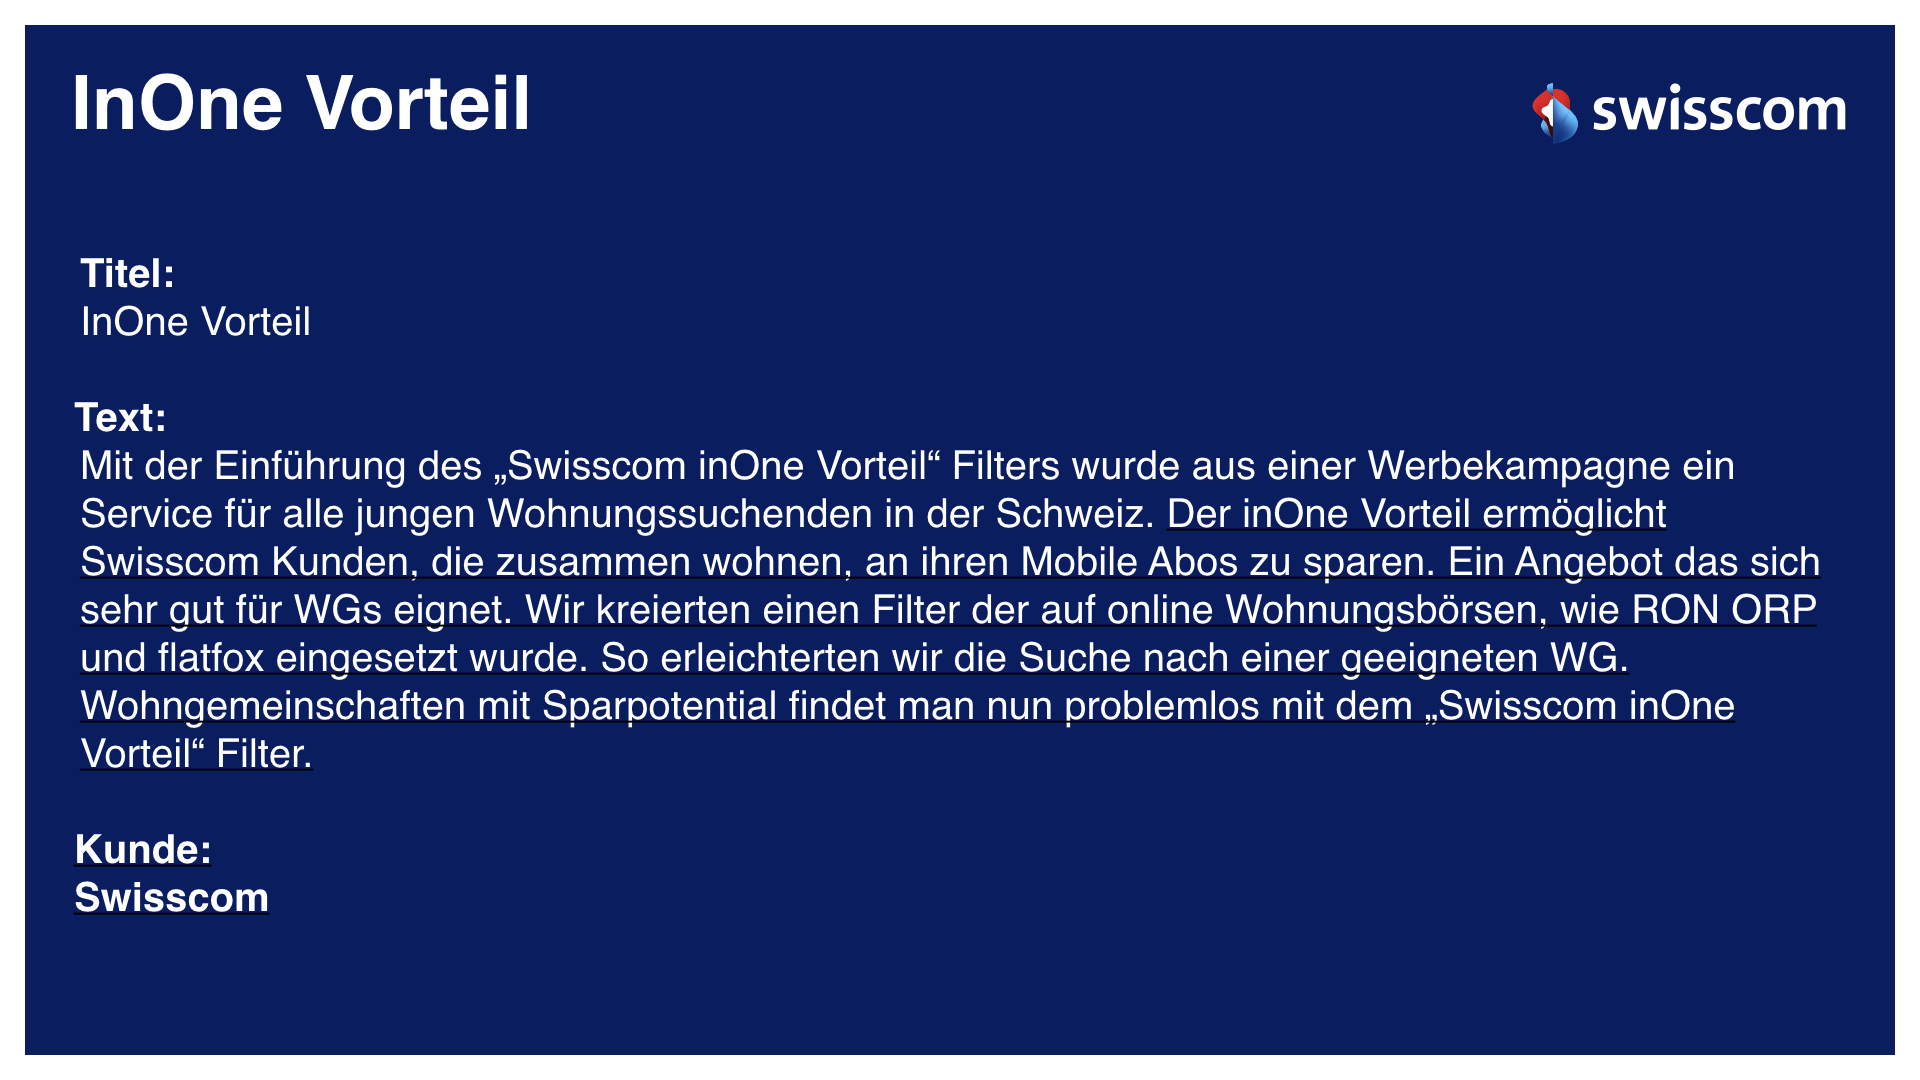 InOne Vorteil
swisscom
Titel:
InOne Vorteil
Text:
Mit der Einführung des „Swisscom inOne Vorteil“ Filters wurde aus einer Werbekampagne ein
Service für alle jungen Wohnungssuchenden in der Schweiz. Der inOne Vorteil ermöglicht
Swisscom Kunden, die zusammen wohnen, an ihren Mobile Abos zu sparen. Ein Angebot das sich
sehr gut für WGs eignet. Wir kreierten einen Filter der auf online Wohnungsbörsen, wie RON ORP
und flatfox eingesetzt wurde. So erleichterten wir die Suche nach einer geeigneten WG.
Wohngemeinschaften mit Sparpotential findet man nun problemlos mit dem „Swisscom inOne
Vorteil“ Filter.
Kunde:
Swisscom